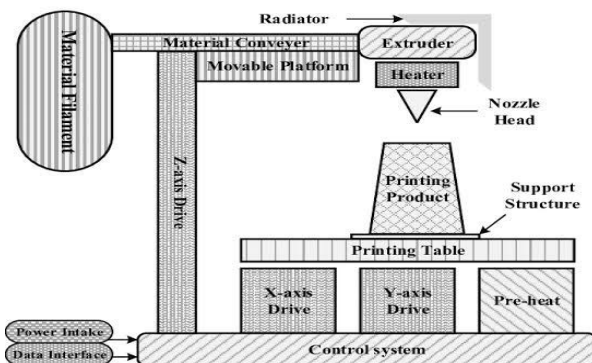 Radiator
Material Filament
Material Conveyer
Extruder
Movable Platform
Heater
Nozzle
Head
Z-axis Drive
Printing
Product
Support
Structure
Printing Table
X-axis
Drive
Y-axis
Drive
Pre-heat
Power Intake
Data Interface
Control system